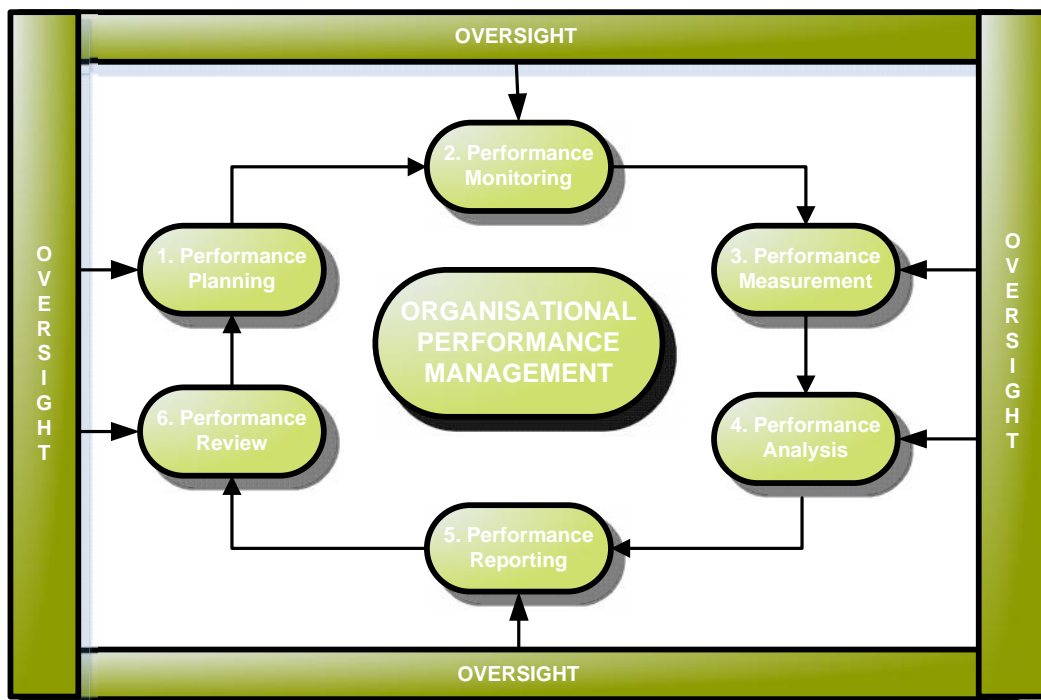 OVERSIGHT
2. Performance
Monitoring
1. Performance
Planning
3. Performance
Measurement
O
V
E
R
S
I
G
H
T
ORGANISATIONAL
PERFORMANCE
MANAGEMENT
O
V
E
R
S
I
G
H
T
6. Performance
Review
4. Performance
Analysis
5. Performance
Reporting
OVERSIGHT